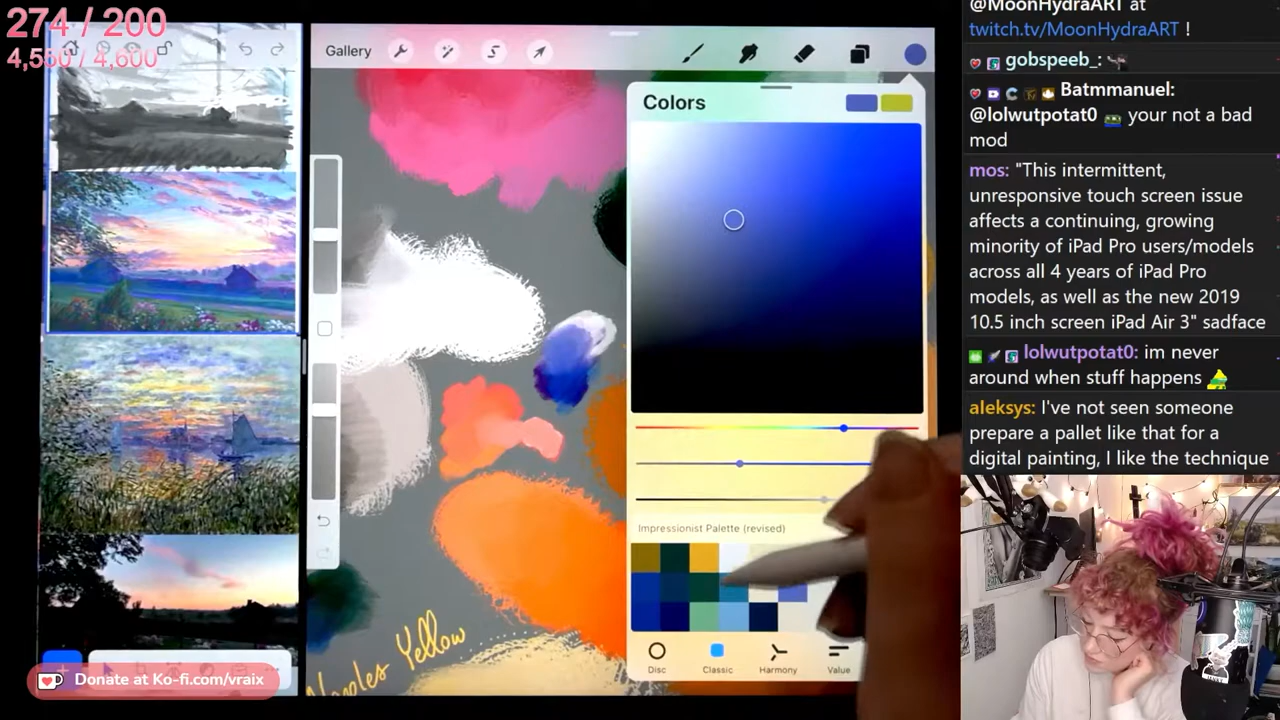 274 / 200
4,550 / 4,600
Gallery
Colors
Impressionist Palette (revised)
Disc
Classic
Harmony
Value
Naples Yellow
Donate at Ko-fi.com/vraix
@MoonHydraART at
twitch.tv/MoonHydraART !
gobspeeb_:
Batmmanuel:
@lolwutpotat0 your not a bad
mod
mos: "This intermittent,
unresponsive touch screen issue
affects a continuing, growing
minority of iPad Pro users/models
across all 4 years of iPad Pro
models, as well as the new 2019
10.5 inch screen iPad Air 3" sadface
lolwutpotat0: im never
around when stuff happens
aleksys: I've not seen someone
prepare a pallet like that for a
digital painting, I like the technique